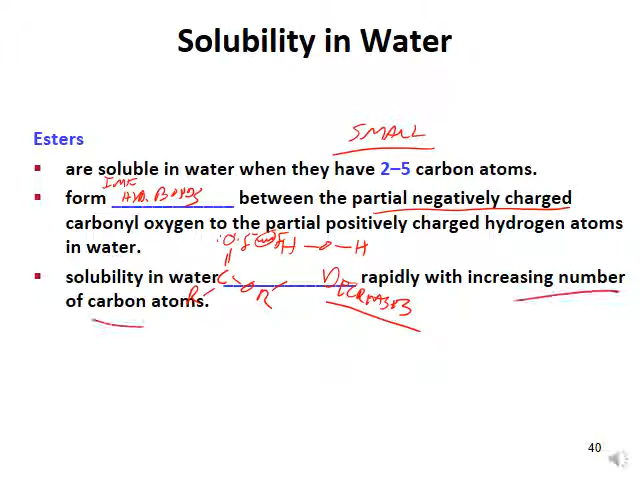 Solubility in Water
SMALL
Esters
▪ are soluble in water when they have 2–5 carbon atoms.
IMF
▪ form HYD. BONDS between the partial negatively charged
carbonyl oxygen to the partial positively charged hydrogen atoms
in water.
:O: δ- δ+ H — O — H
▪ solubility in water DECREASES rapidly with increasing number
C
O
R R
of carbon atoms.
40